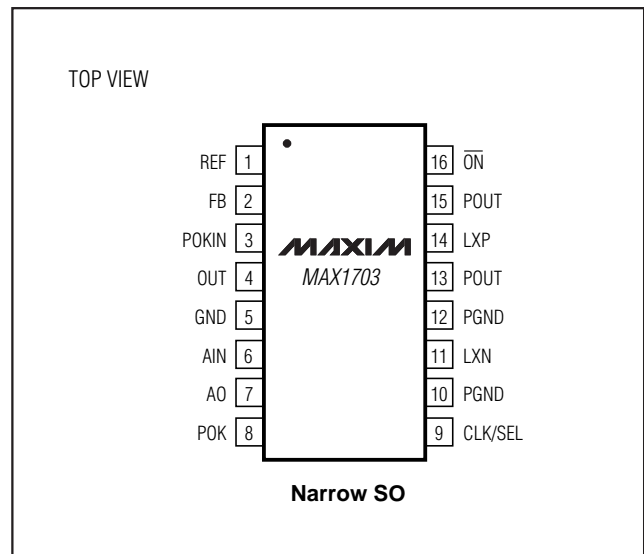 TOP VIEW
REF 1
FB 2
POKIN 3
OUT 4
GND 5
AIN 6
AO 7
POK 8
MAXIM
MAX1703
16 O̅N̅
15 POUT
14 LXP
13 POUT
12 PGND
11 LXN
10 PGND
9 CLK/SEL
Narrow SO